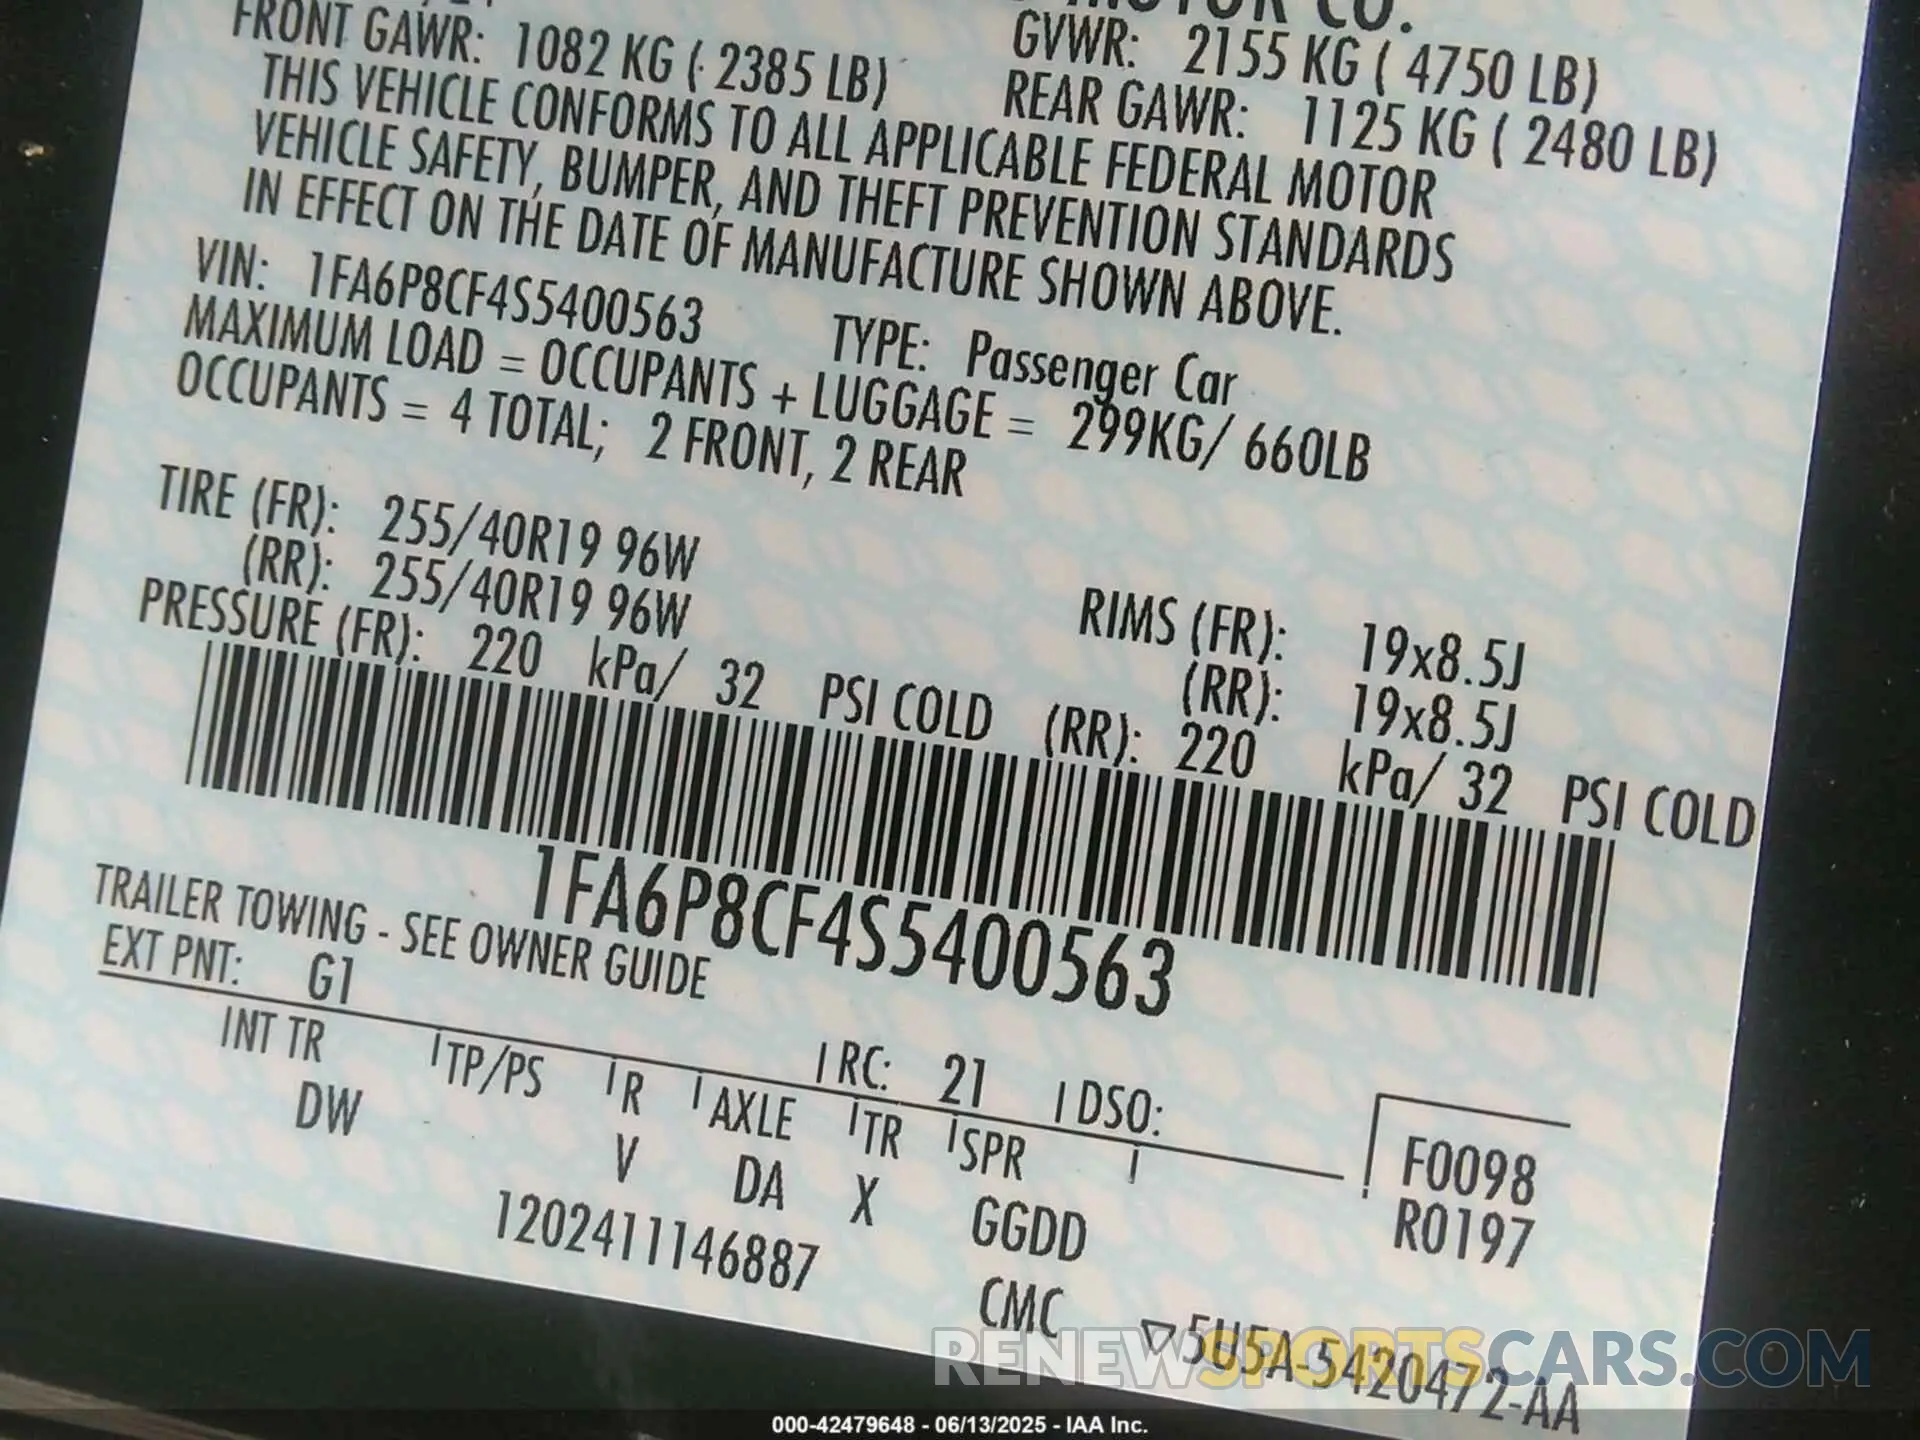 MOTOR CO.
FRONT GAWR: 1082 KG ( 2385 LB)
GVWR: 2155 KG ( 4750 LB)
REAR GAWR: 1125 KG ( 2480 LB)
THIS VEHICLE CONFORMS TO ALL APPLICABLE FEDERAL MOTOR
VEHICLE SAFETY, BUMPER, AND THEFT PREVENTION STANDARDS
IN EFFECT ON THE DATE OF MANUFACTURE SHOWN ABOVE.
VIN: 1FA6P8CF4S5400563 TYPE: Passenger Car
MAXIMUM LOAD = OCCUPANTS + LUGGAGE = 299KG/ 660LB
OCCUPANTS = 4 TOTAL; 2 FRONT, 2 REAR
TIRE (FR): 255/40R19 96W RIMS (FR): 19x8.5J
(RR): 255/40R19 96W (RR): 19x8.5J
PRESSURE (FR): 220 kPa/ 32 PSI COLD (RR): 220 kPa/ 32 PSI COLD
1FA6P8CF4S5400563
TRAILER TOWING - SEE OWNER GUIDE
EXT PNT: G1 RC: 21 DSO:
INT TR TP/PS R AXLE TR SPR F0098
DW V DA X GGDD R0197
1202411146887 CMC
▽5U5A-5420472-AA
RENEWSPORTSCARS.COM
000-42479648 - 06/13/2025 - IAA Inc.